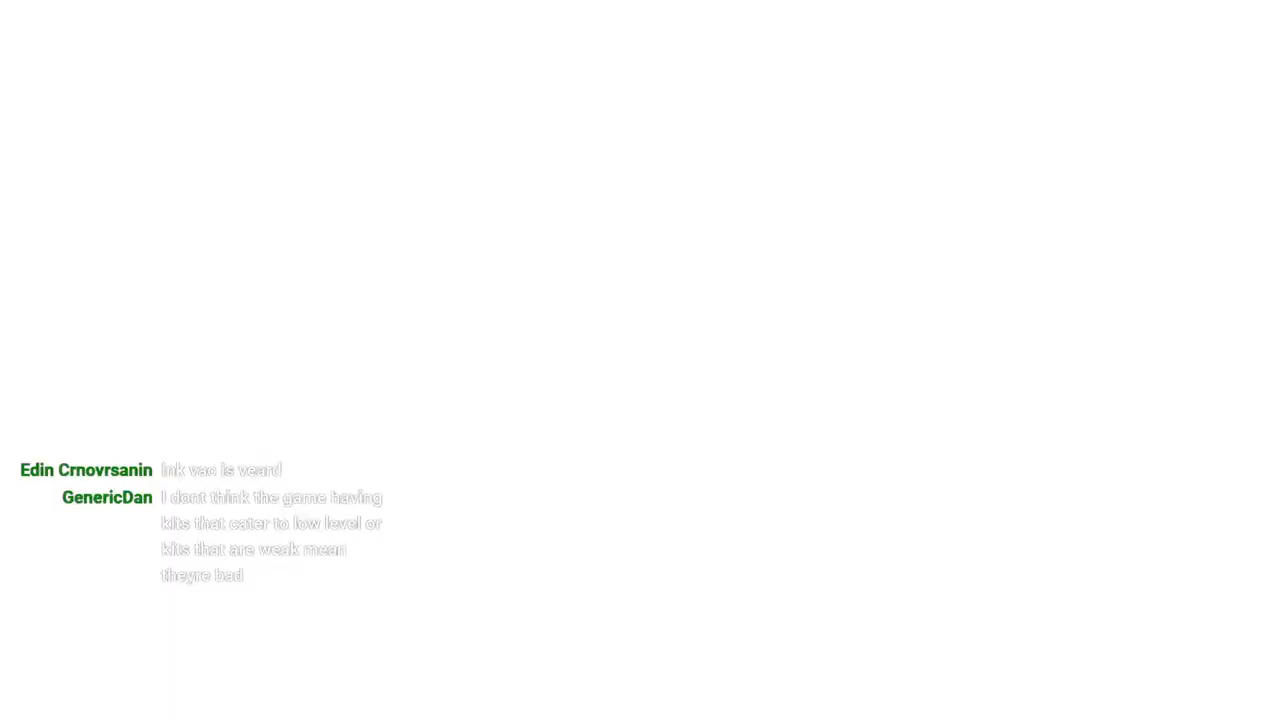 Edin Crnovrsanin Ink vac is veard
GenericDan I dont think the game having
kits that cater to low level or
kits that are weak mean
theyre bad